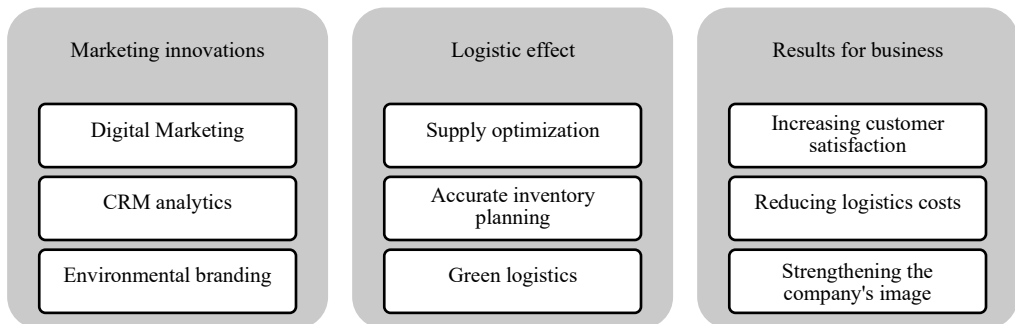 Marketing innovations
Digital Marketing
CRM analytics
Environmental branding
Logistic effect
Supply optimization
Accurate inventory
planning
Green logistics
Results for business
Increasing customer
satisfaction
Reducing logistics costs
Strengthening the
company's image